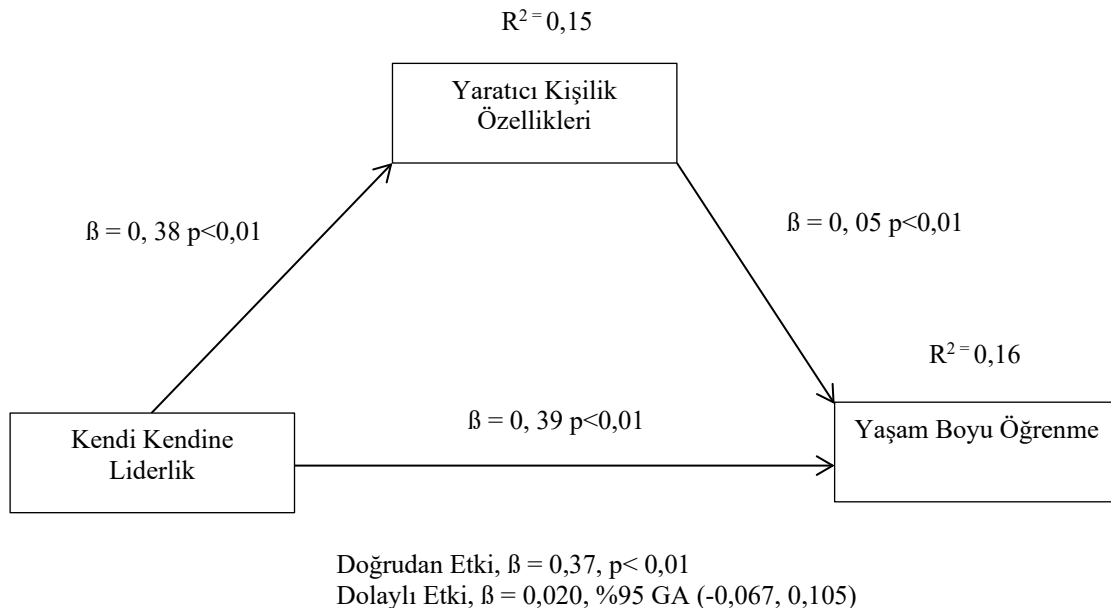 R² = 0,15
Yaratıcı Kişilik
Özellikleri
ß = 0, 38 p<0,01
ß = 0, 05 p<0,01
R² = 0,16
ß = 0, 39 p<0,01
Kendi Kendine
Liderlik
Yaşam Boyu Öğrenme
Doğrudan Etki, ß = 0,37, p< 0,01
Dolaylı Etki, ß = 0,020, %95 GA (-0,067, 0,105)